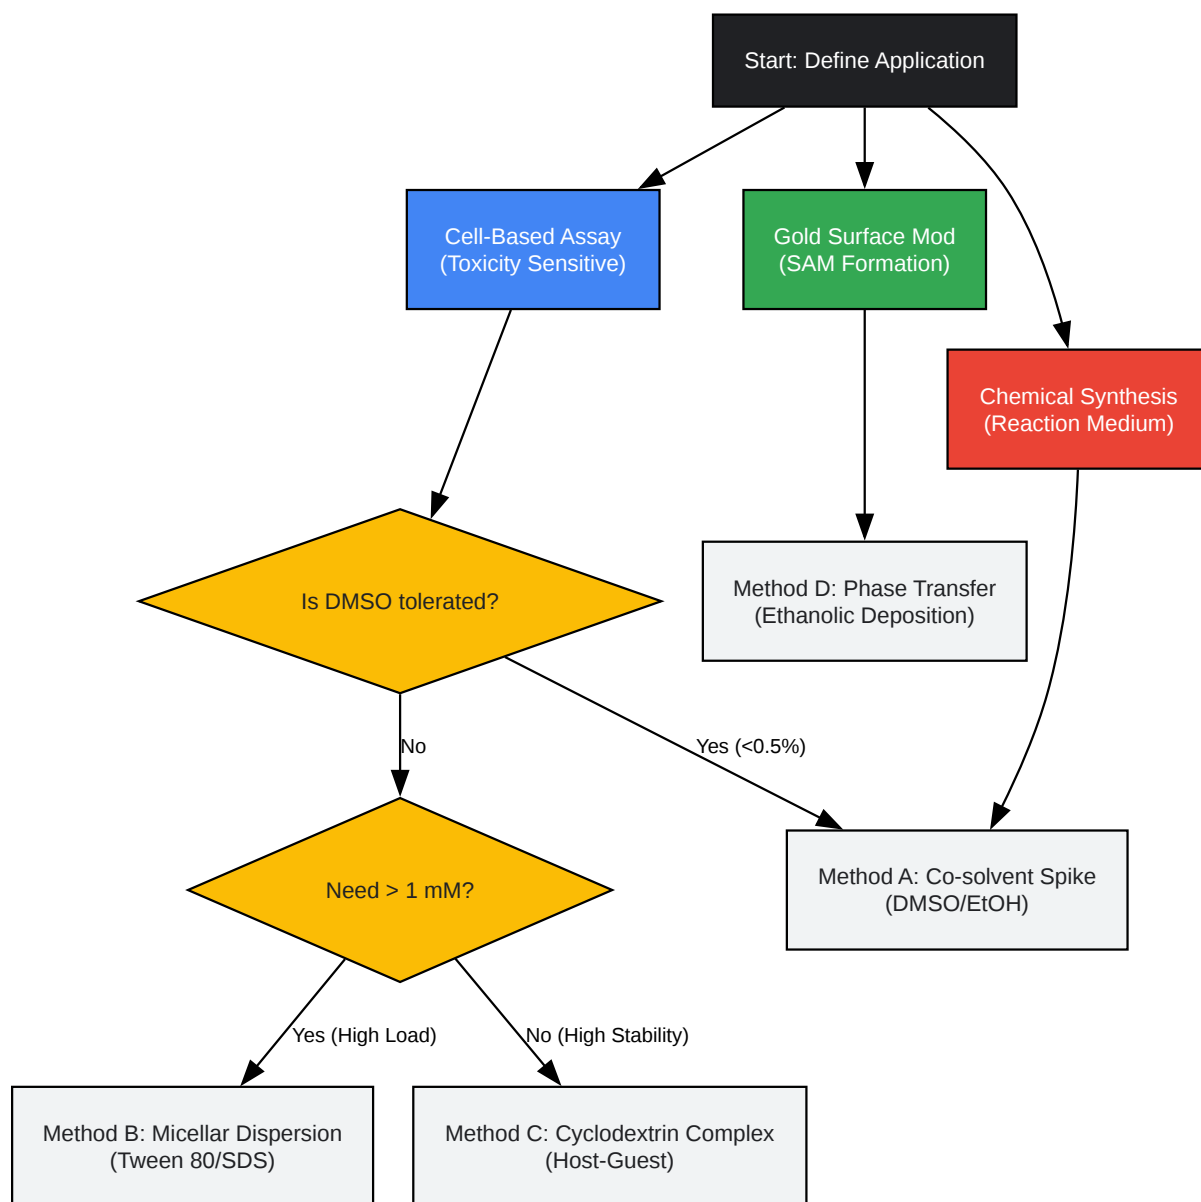 Start: Define Application
Cell-Based Assay
(Toxicity Sensitive)
Gold Surface Mod
(SAM Formation)
Chemical Synthesis
(Reaction Medium)
Is DMSO tolerated?
Method D: Phase Transfer
(Ethanolic Deposition)
No
Yes (<0.5%)
Need > 1 mM?
Method A: Co-solvent Spike
(DMSO/EtOH)
Yes (High Load)
No (High Stability)
Method B: Micellar Dispersion
(Tween 80/SDS)
Method C: Cyclodextrin Complex
(Host-Guest)